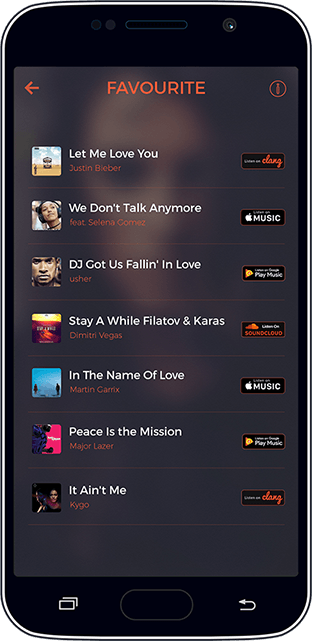 FAVOURITE
Let Me Love You
Justin Bieber
Listen on clang
We Don't Talk Anymore
feat. Selena Gomez
Listen on
MUSIC
DJ Got Us Fallin' In Love
usher
Listen on Google
Play Music
Stay A While Filatov & Karas
Dimitri Vegas
Listen On
SOUNDCLOUD
In The Name Of Love
Martin Garrix
Listen on
MUSIC
Peace Is the Mission
Major Lazer
Listen on Google
Play Music
It Ain't Me
Kygo
Listen on clang